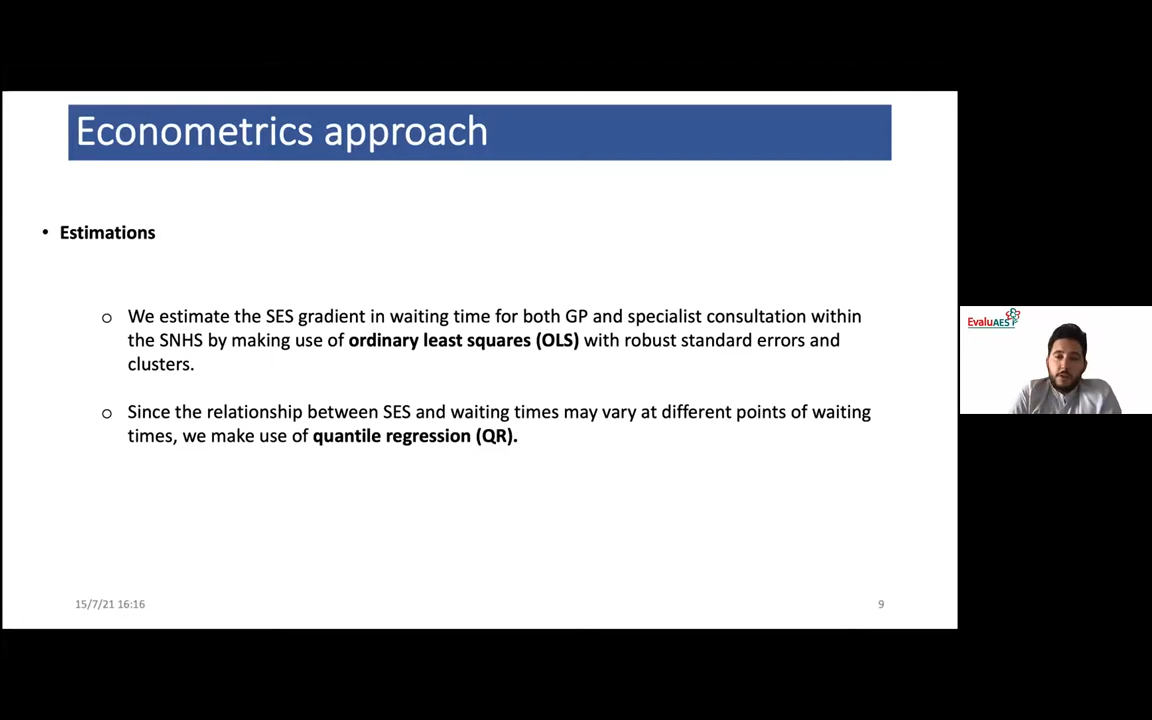 Econometrics approach
• Estimations
o We estimate the SES gradient in waiting time for both GP and specialist consultation within
the SNHS by making use of ordinary least squares (OLS) with robust standard errors and
clusters.
o Since the relationship between SES and waiting times may vary at different points of waiting
times, we make use of quantile regression (QR).
15/7/21 16:16
9
EvaluAES